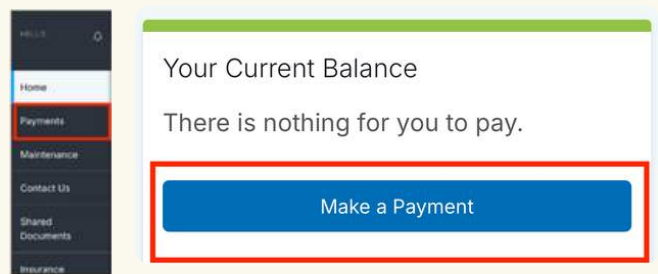 Home
Payments
Maintenance
Contact Us
Shared
Documents
Insurance
Your Current Balance
There is nothing for you to pay.
Make a Payment